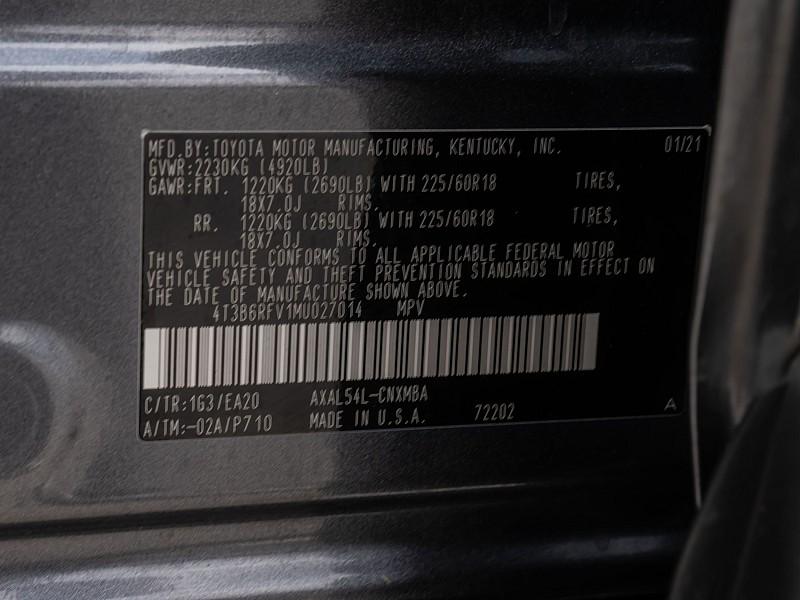 MFD.BY:TOYOTA MOTOR MANUFACTURING, KENTUCKY, INC. 01/21
GVWR:2230KG (4920LB)
GAWR:FRT. 1220KG (2690LB) WITH 225/60R18 TIRES,
18X7.0J RIMS.
RR. 1220KG (2690LB) WITH 225/60R18 TIRES,
18X7.0J RIMS.
THIS VEHICLE CONFORMS TO ALL APPLICABLE FEDERAL MOTOR
VEHICLE SAFETY AND THEFT PREVENTION STANDARDS IN EFFECT ON
THE DATE OF MANUFACTURE SHOWN ABOVE.
4T3B6RFV1MU027014 MPV
C/TR:1G3/EA20 AXAL54L-CNXMBA
A/TM:-02A/P710 MADE IN U.S.A. 72202 A